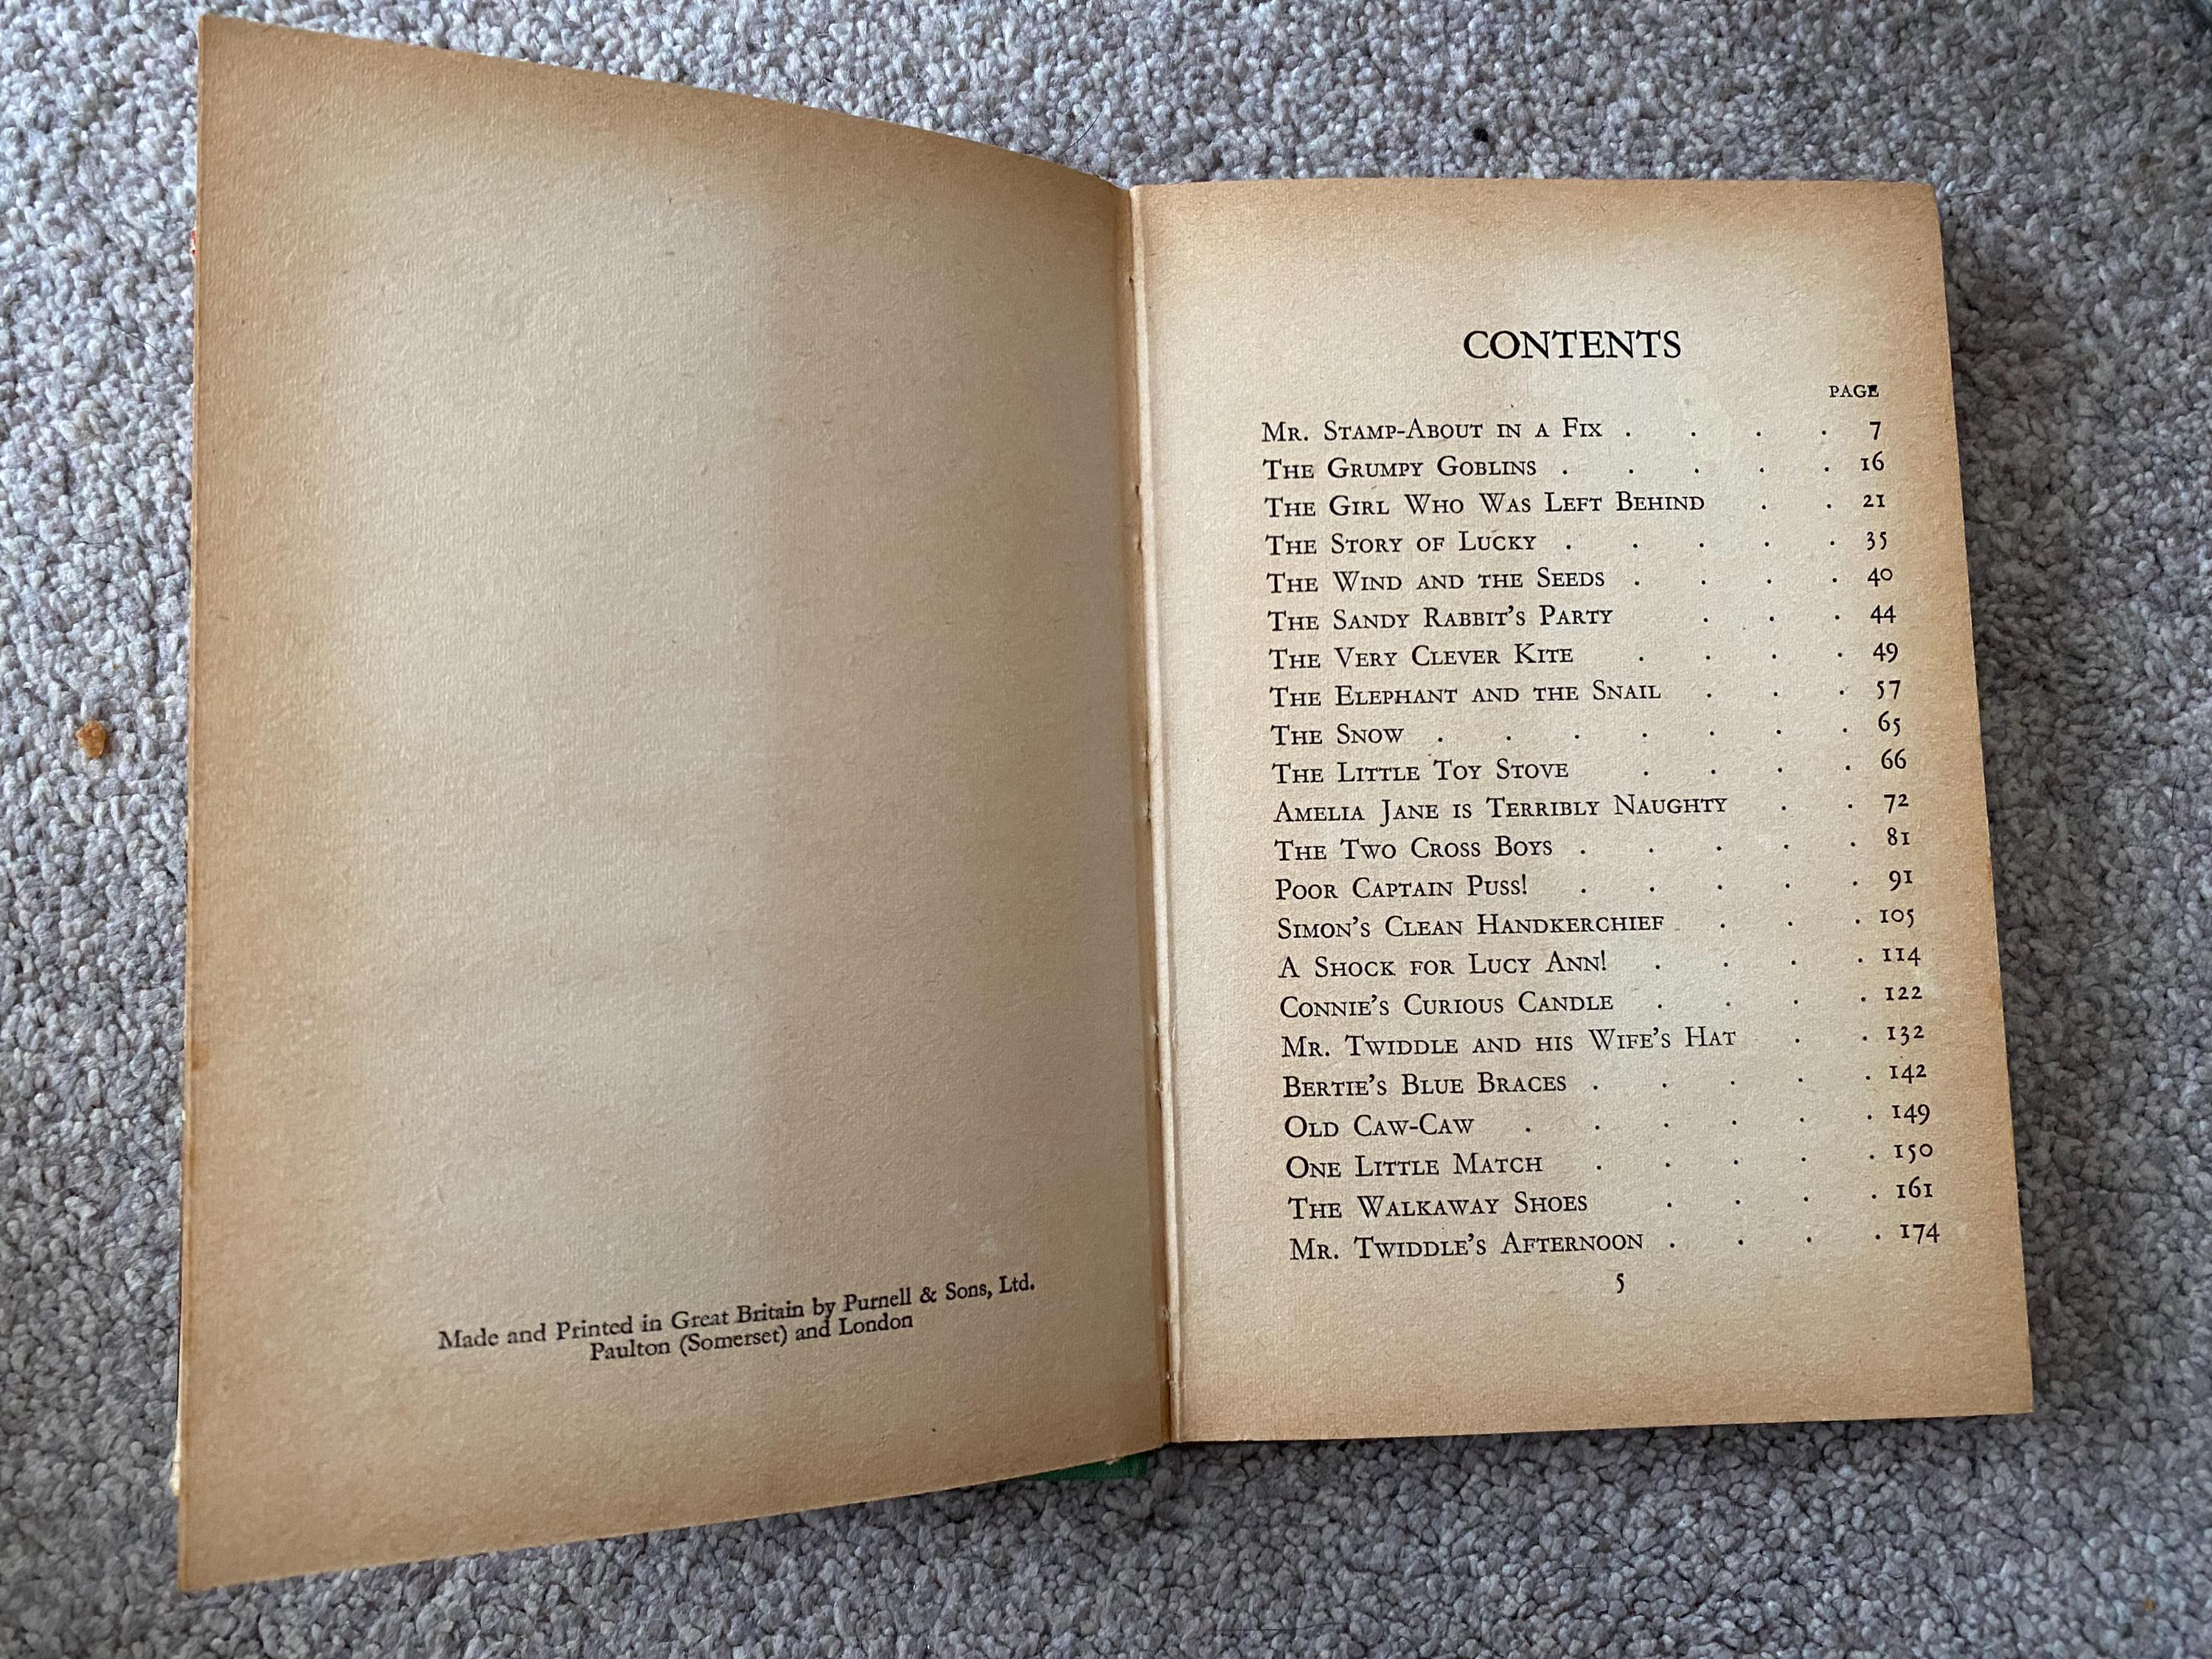 Made and Printed in Great Britain by Purnell & Sons, Ltd.
Paulton (Somerset) and London
CONTENTS
PAGE
Mr. Stamp-About in a Fix . . . . 7
The Grumpy Goblins . . . . . 16
The Girl Who Was Left Behind . . 21
The Story of Lucky . . . . . 35
The Wind and the Seeds . . . . 40
The Sandy Rabbit's Party . . . 44
The Very Clever Kite . . . . 49
The Elephant and the Snail . . . 57
The Snow . . . . . . . 65
The Little Toy Stove . . . . 66
Amelia Jane is Terribly Naughty . . 72
The Two Cross Boys . . . . . 81
Poor Captain Puss! . . . . . 91
Simon's Clean Handkerchief . . . 105
A Shock for Lucy Ann! . . . . 114
Connie's Curious Candle . . . . 122
Mr. Twiddle and his Wife's Hat . . 132
Bertie's Blue Braces . . . . . 142
Old Caw-Caw . . . . . . 149
One Little Match . . . . . 150
The Walkaway Shoes . . . . 161
Mr. Twiddle's Afternoon . . . . 174
5